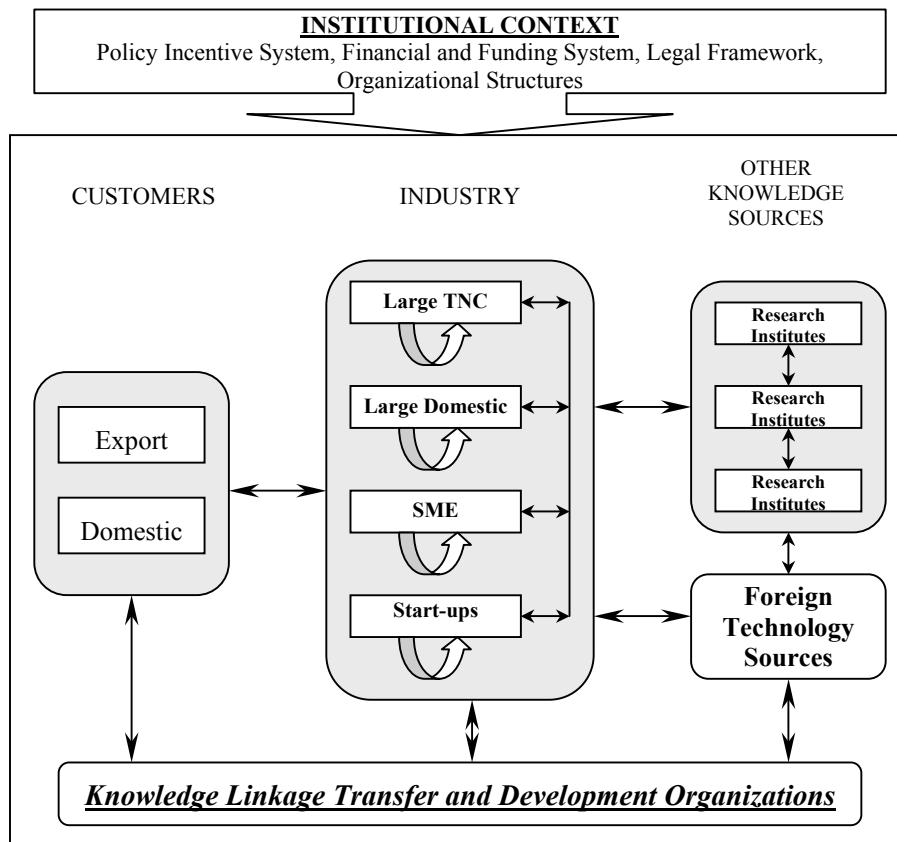 INSTITUTIONAL CONTEXT
Policy Incentive System, Financial and Funding System, Legal Framework,
Organizational Structures
CUSTOMERS
INDUSTRY
OTHER
KNOWLEDGE
SOURCES
Export
Domestic
Large TNC
Large Domestic
SME
Start-ups
Research
Institutes
Research
Institutes
Research
Institutes
Foreign
Technology
Sources
Knowledge Linkage Transfer and Development Organizations